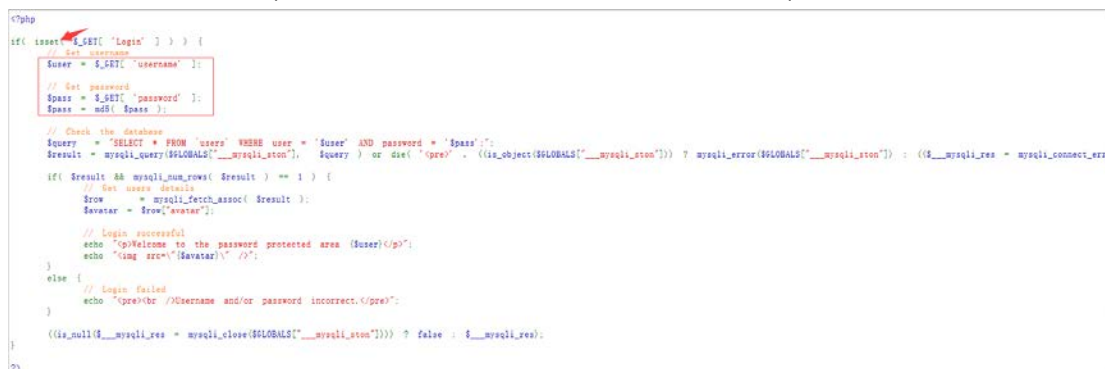 <?php
if( isset( $_GET[ 'Login' ] ) ) {
// Get username
$user = $_GET[ 'username' ];
// Get password
$pass = $_GET[ 'password' ];
$pass = md5( $pass );
// Check the database
$query = "SELECT * FROM `users` WHERE user = '$user' AND password = '$pass';";
$result = mysqli_query($GLOBALS["___mysqli_ston"], $query ) or die( '<pre>' . ((is_object($GLOBALS["___mysqli_ston"])) ? mysqli_error($GLOBALS["___mysqli_ston"]) : (($___mysqli_res = mysqli_connect_err
if( $result && mysqli_num_rows( $result ) == 1 ) {
// Get users details
$row = mysqli_fetch_assoc( $result );
$avatar = $row["avatar"];
// Login successful
echo "<p>Welcome to the password protected area {$user}</p>";
echo "<img src=\"{$avatar}\" />";
}
else {
// Login failed
echo "<pre><br />Username and/or password incorrect.</pre>";
}
((is_null($___mysqli_res = mysqli_close($GLOBALS["___mysqli_ston"]))) ? false : $___mysqli_res);
}
?>